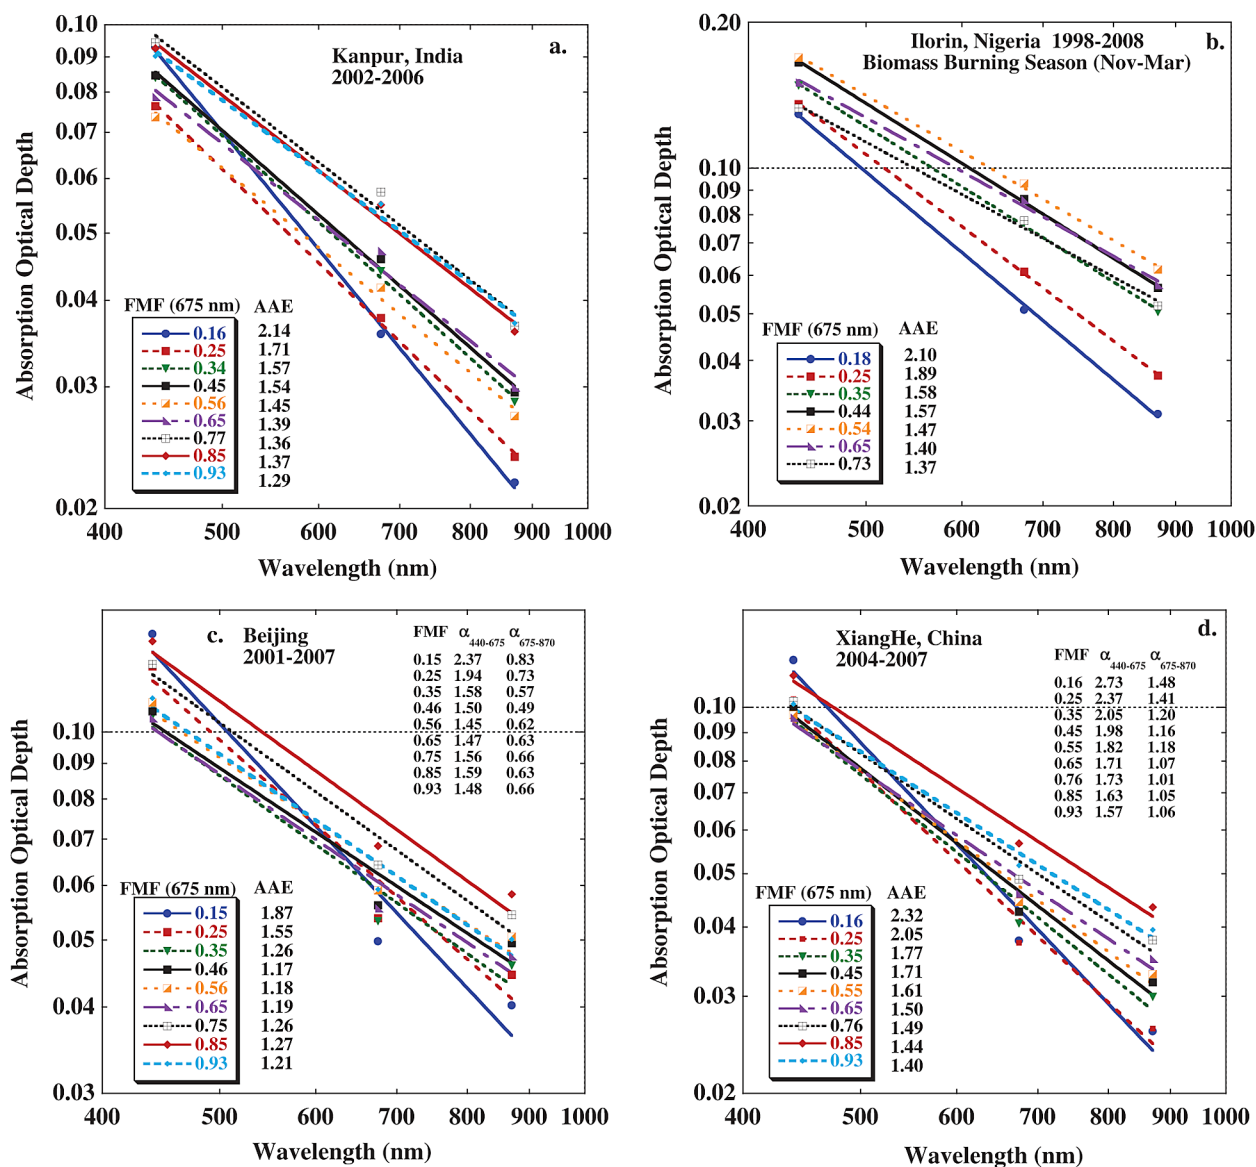 a.
Kanpur, India
2002-2006
0.10
0.09
0.08
0.07
0.06
0.05
0.04
0.03
0.02
Absorption Optical Depth
FMF (675 nm) AAE
0.16 2.14
0.25 1.71
0.34 1.57
0.45 1.54
0.56 1.45
0.65 1.39
0.77 1.36
0.85 1.37
0.93 1.29
400 500 600 700 800 900 1000
Wavelength (nm)
b.
Ilorin, Nigeria 1998-2008
Biomass Burning Season (Nov-Mar)
0.20
0.10
0.09
0.08
0.07
0.06
0.05
0.04
0.03
0.02
Absorption Optical Depth
FMF (675 nm) AAE
0.18 2.10
0.25 1.89
0.35 1.58
0.44 1.57
0.54 1.47
0.65 1.40
0.73 1.37
400 500 600 700 800 900 1000
Wavelength (nm)
c. Beijing
2001-2007
FMF α440-675 α675-870
0.15 2.37 0.83
0.25 1.94 0.73
0.35 1.58 0.57
0.46 1.50 0.49
0.56 1.45 0.62
0.65 1.47 0.63
0.75 1.56 0.66
0.85 1.59 0.63
0.93 1.48 0.66
0.10
0.09
0.08
0.07
0.06
0.05
0.04
0.03
Absorption Optical Depth
FMF (675 nm) AAE
0.15 1.87
0.25 1.55
0.35 1.26
0.46 1.17
0.56 1.18
0.65 1.19
0.75 1.26
0.85 1.27
0.93 1.21
400 500 600 700 800 900 1000
Wavelength (nm)
d.
XiangHe, China
2004-2007
FMF α440-675 α675-870
0.16 2.73 1.48
0.25 2.37 1.41
0.35 2.05 1.20
0.45 1.98 1.16
0.55 1.82 1.18
0.65 1.71 1.07
0.76 1.73 1.01
0.85 1.63 1.05
0.93 1.57 1.06
0.10
0.09
0.08
0.07
0.06
0.05
0.04
0.03
0.02
Absorption Optical Depth
FMF (675 nm) AAE
0.16 2.32
0.25 2.05
0.35 1.77
0.45 1.71
0.55 1.61
0.65 1.50
0.76 1.49
0.85 1.44
0.93 1.40
400 500 600 700 800 900 1000
Wavelength (nm)